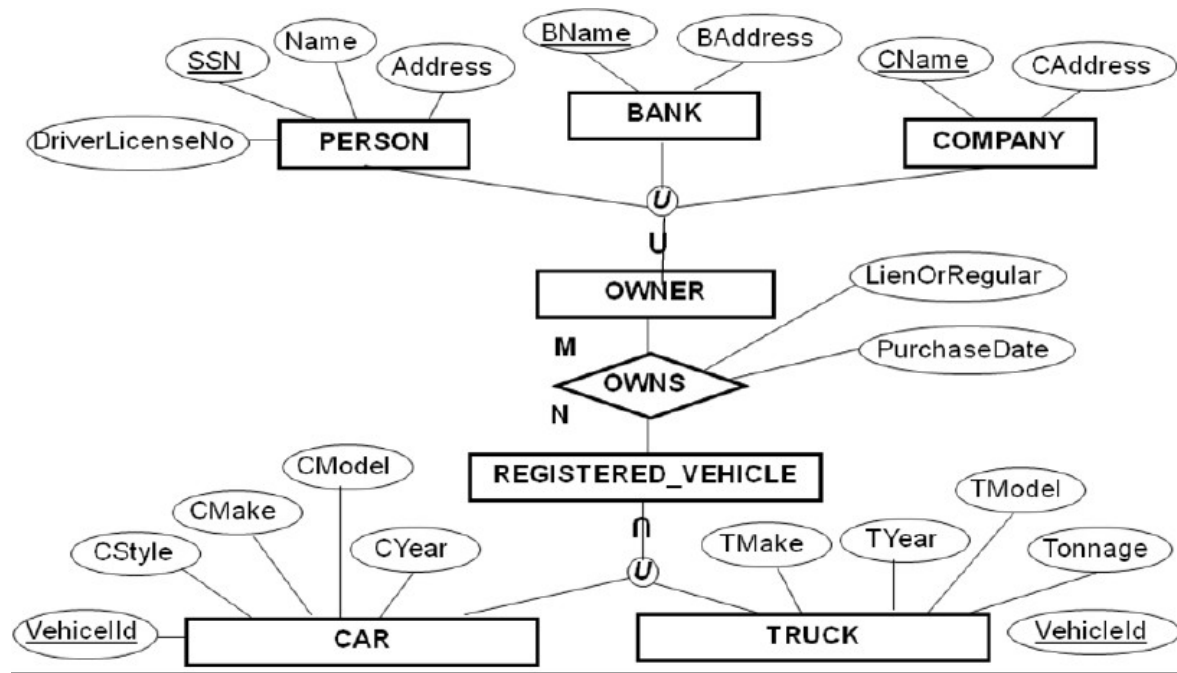 BName
BAddress
Name
SSN
Address
CName
CAddress
DriverLicenseNo
PERSON
BANK
COMPANY
U
U
OWNER
LienOrRegular
M
PurchaseDate
OWNS
N
REGISTERED_VEHICLE
CModel
TModel
CMake
CStyle
CYear
TMake
TYear
Tonnage
U
U
VehicelId
CAR
TRUCK
VehicleId